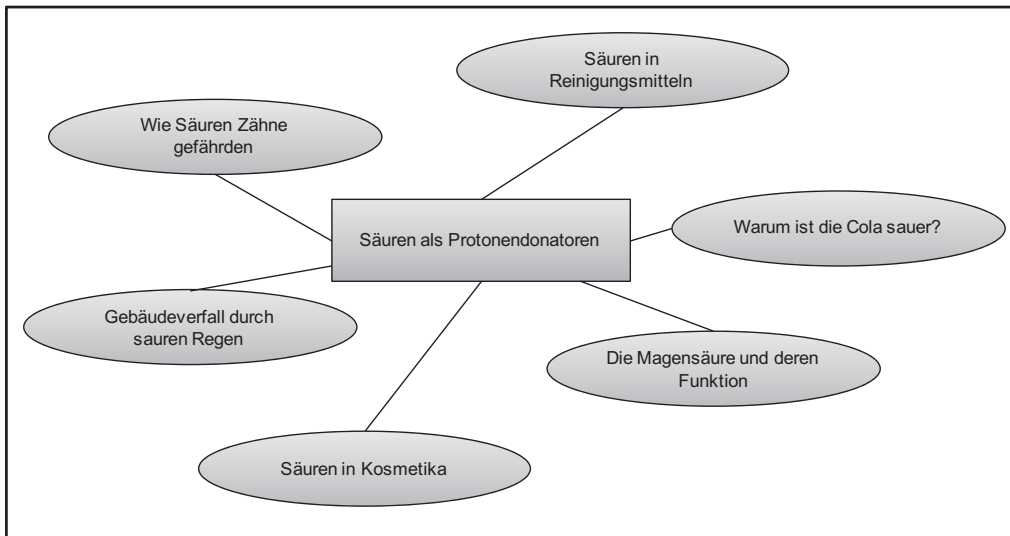 Säuren in
Reinigungsmitteln
Wie Säuren Zähne
gefährden
Säuren als Protonendonatoren
Warum ist die Cola sauer?
Gebäudeverfall durch
sauren Regen
Die Magensäure und deren
Funktion
Säuren in Kosmetika